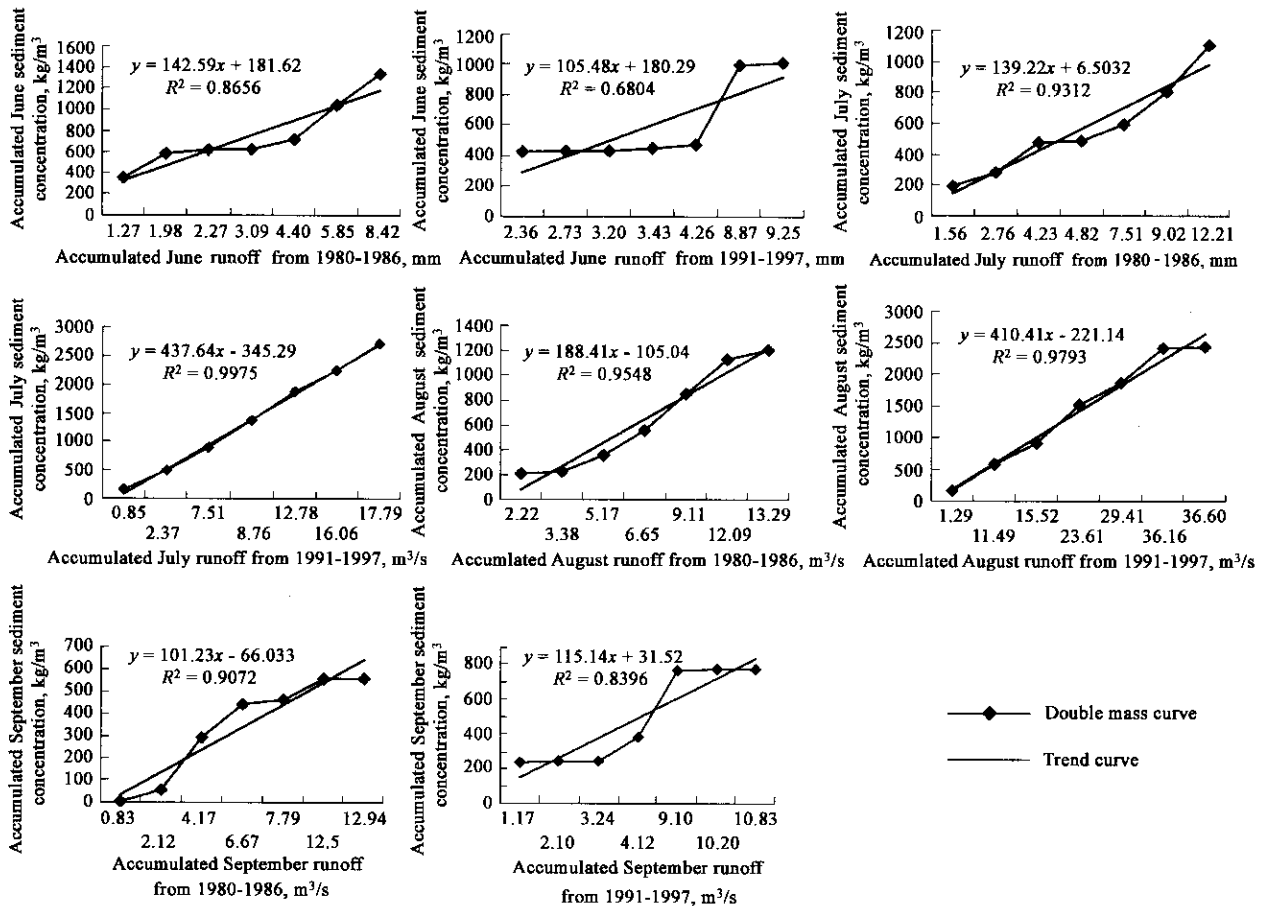 Accumulated June sediment
concentration, kg/m³
1600
1400
1200
1000
800
600
400
200
0
y = 142.59x + 181.62
R² = 0.8656
1.27 1.98 2.27 3.09 4.40 5.85 8.42
Accumulated June runoff from 1980-1986, mm
Accumulated June sediment
concentration, kg/m³
1200
1000
800
600
400
200
0
y = 105.48x + 180.29
R² = 0.6804
2.36 2.73 3.20 3.43 4.26 8.87 9.25
Accumulated June runoff from 1991-1997, mm
Accumulated July sediment
concentration, kg/m³
1200
1000
800
600
400
200
0
y = 139.22x + 6.5032
R² = 0.9312
1.56 2.76 4.23 4.82 7.51 9.02 12.21
Accumulated July runoff from 1980-1986, mm
Accumulated July sediment
concentration, kg/m³
3000
2500
2000
1500
1000
500
0
y = 437.64x - 345.29
R² = 0.9975
0.85 7.51 12.78 17.79
2.37 8.76 16.06
Accumulated July runoff from 1991-1997, m³/s
Accumulated August sediment
concentration, kg/m³
1400
1200
1000
800
600
400
200
0
y = 188.41x - 105.04
R² = 0.9548
2.22 5.17 9.11 13.29
3.38 6.65 12.09
Accumlated August runoff from 1980-1986, m³/s
Accumulated August sediment
concentration, kg/m³
3000
2500
2000
1500
1000
500
0
y = 410.41x - 221.14
R² = 0.9793
1.29 15.52 29.41 36.60
11.49 23.61 36.16
Accumlated August runoff from 1991-1997, m³/s
Accumulated September sediment
concentration, kg/m³
700
600
500
400
300
200
100
0
y = 101.23x - 66.033
R² = 0.9072
0.83 4.17 7.79 12.94
2.12 6.67 12.5
Accumulated September runoff
from 1980-1986, m³/s
Accumulated September sediment
concentration, kg/m³
800
600
400
200
0
y = 115.14x + 31.52
R² = 0.8396
1.17 3.24 9.10 10.83
2.10 4.12 10.20
Accumulated September runoff
from 1991-1997, m³/s
Double mass curve
Trend curve